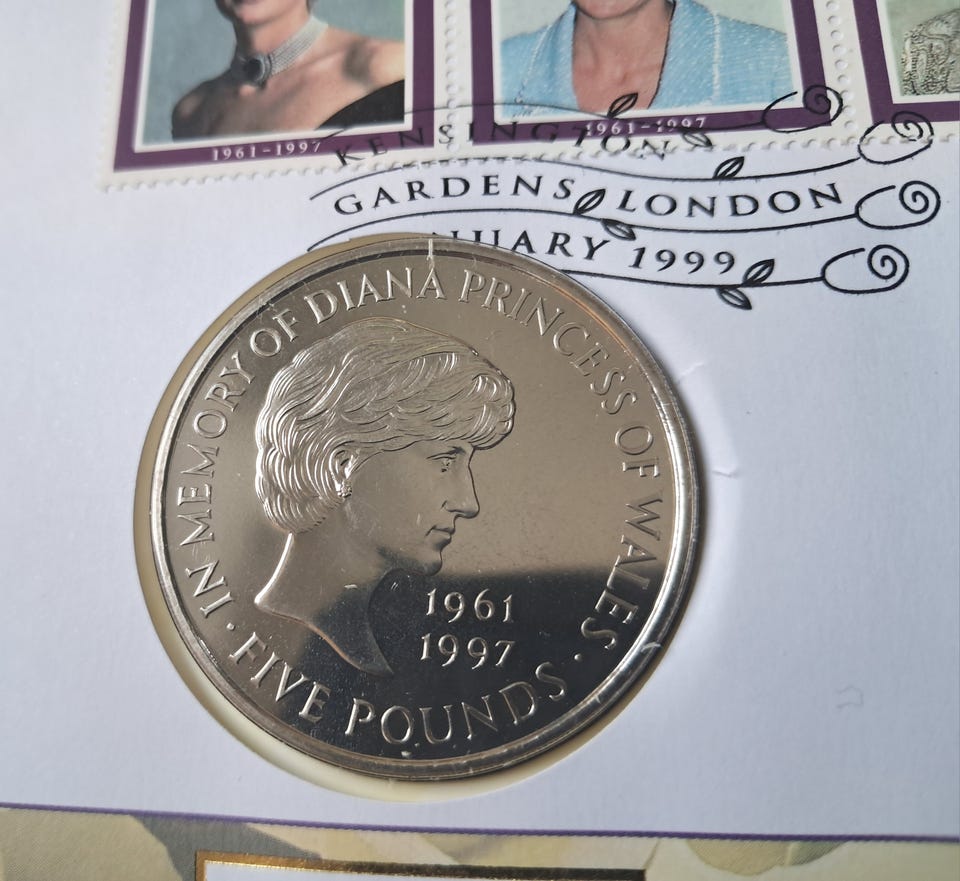 1961-1997
1961-1997
KENSINGTON
GARDENS LONDON
JANUARY 1999
IN MEMORY OF DIANA PRINCESS OF WALES
1961
1997
· FIVE POUNDS ·